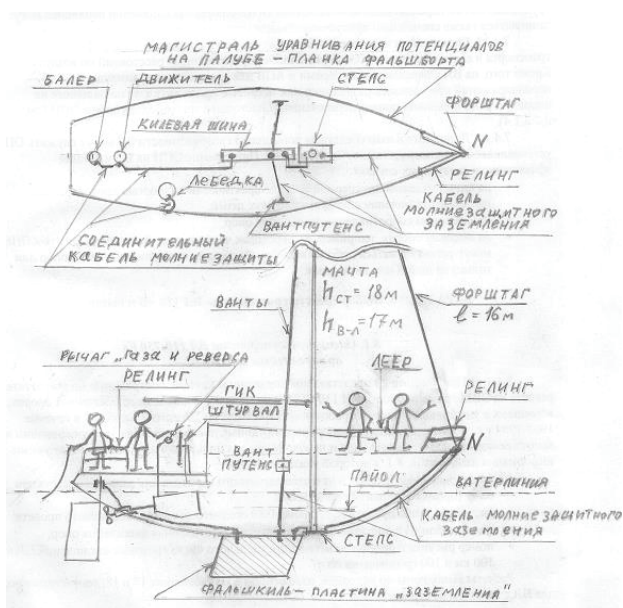 МАГИСТРАЛЬ УРАВНИВАНИЯ ПОТЕНЦИАЛОВ
НА ПАЛУБЕ – ПЛАНКА ФАЛЬШБОРТА
БАЛЕР
ДВИЖИТЕЛЬ
СТЕПС
ФОРШТАГ
КИЛЕВАЯ ШИНА
N
ЛЕБЕДКА
РЕЛИНГ
КАБЕЛЬ
МОЛНИЕЗАЩИТНОГО
ЗАЗЕМЛЕНИЯ
ВАНТПУТЕНС
СОЕДИНИТЕЛЬНЫЙ
КАБЕЛЬ МОЛНИЕЗАЩИТЫ
МАЧТА
hст = 18м
hв-л = 17м
ВАНТЫ
ФОРШТАГ
l = 16м
РЫЧАГ „ГАЗА И РЕВЕРСА
РЕЛИНГ
ЛЕЕР
ГИК
ШТУРВАЛ
РЕЛИНГ
N
ВАНТ
ПУТЕНС
ПАЙОЛ
ВАТЕРЛИНИЯ
КАБЕЛЬ МОЛНИЕЗАЩИТНОГО
ЗАЗЕМЛЕНИЯ
СТЕПС
ФАЛЬШКИЛЬ – ПЛАСТИНА „ЗАЗЕМЛЕНИЯ"